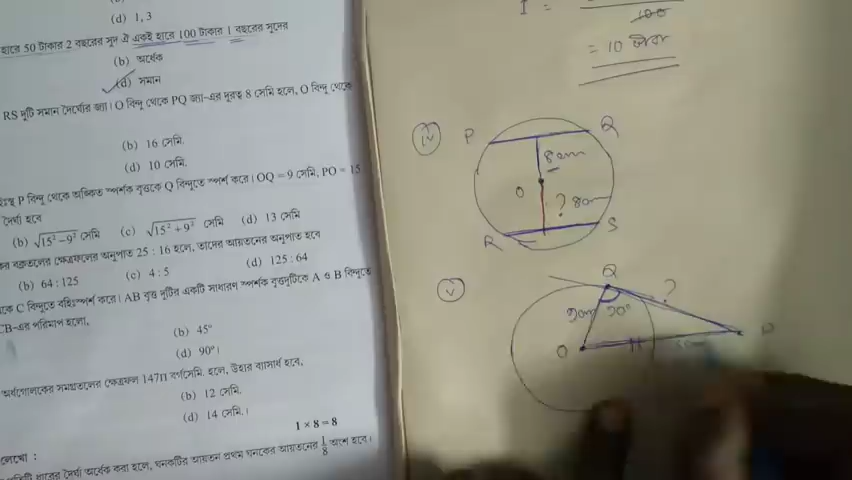 (d) 1, 3
হারে 50 টাকার 2 বছরের সুদ ঐ একই হারে 100 টাকার 1 বছরের সুদের
(b) অর্ধেক
(d) সমান
RS দুটি সমান দৈর্ঘ্যের জ্যা। O বিন্দু থেকে PQ জ্যা-এর দূরত্ব 8 সেমি হলে, O বিন্দু থেকে
(b) 16 সেমি.
(d) 10 সেমি.
P বিন্দু থেকে অঙ্কিত স্পর্শক বৃত্তকে Q বিন্দুতে স্পর্শ করে। OQ = 9 সেমি, PO = 15
দৈর্ঘ্য হবে
(b) √15² − 9² সেমি (c) √15² + 9² সেমি (d) 13 সেমি
বক্রতলের ক্ষেত্রফলের অনুপাত 25 : 16 হলে, তাদের আয়তনের অনুপাত হবে
(b) 64 : 125 (c) 4 : 5 (d) 125 : 64
C বিন্দুতে বহিঃস্পর্শ করে। AB বৃত্ত দুটির একটি সাধারণ স্পর্শক বৃত্তদুটিকে A ও B বিন্দুতে
CB-এর পরিমাপ হলো,
(b) 45°
(d) 90°।
অর্ধগোলকের সমগ্রতলের ক্ষেত্রফল 147Π বর্গসেমি. হলে, উহার ব্যাসার্ধ হবে,
(b) 12 সেমি.
(d) 14 সেমি।
লেখো :
1 × 8 = 8
ধারের দৈর্ঘ্য অর্ধেক করা হলে, ঘনকটির আয়তন প্রথম ঘনকের আয়তনের 1/8 অংশ হবে।
I =
100
= 10 টাকা
iv
P Q
8cm
O
? 8cm
R S
v
Q
?
9cm 90°
O P